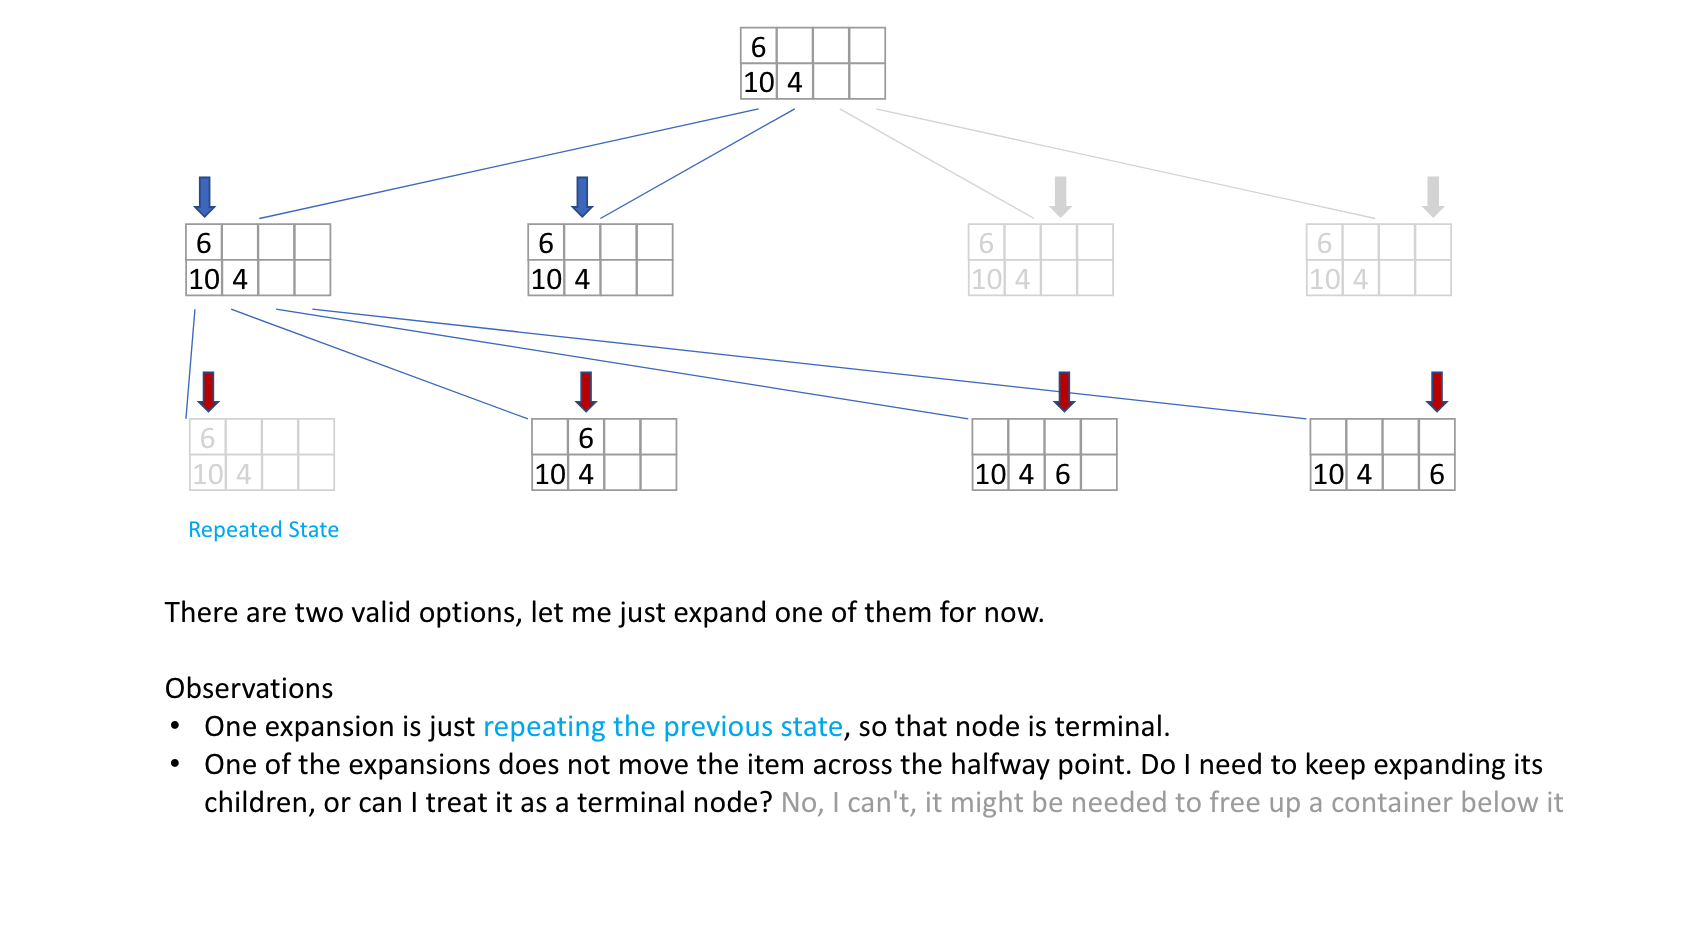 6
10 4
6 6 6 6
10 4 10 4 10 4 10 4
6 6
10 4 10 4 10 4 6 10 4 6
Repeated State
There are two valid options, let me just expand one of them for now.
Observations
• One expansion is just repeating the previous state, so that node is terminal.
• One of the expansions does not move the item across the halfway point. Do I need to keep expanding its
children, or can I treat it as a terminal node? No, I can't, it might be needed to free up a container below it